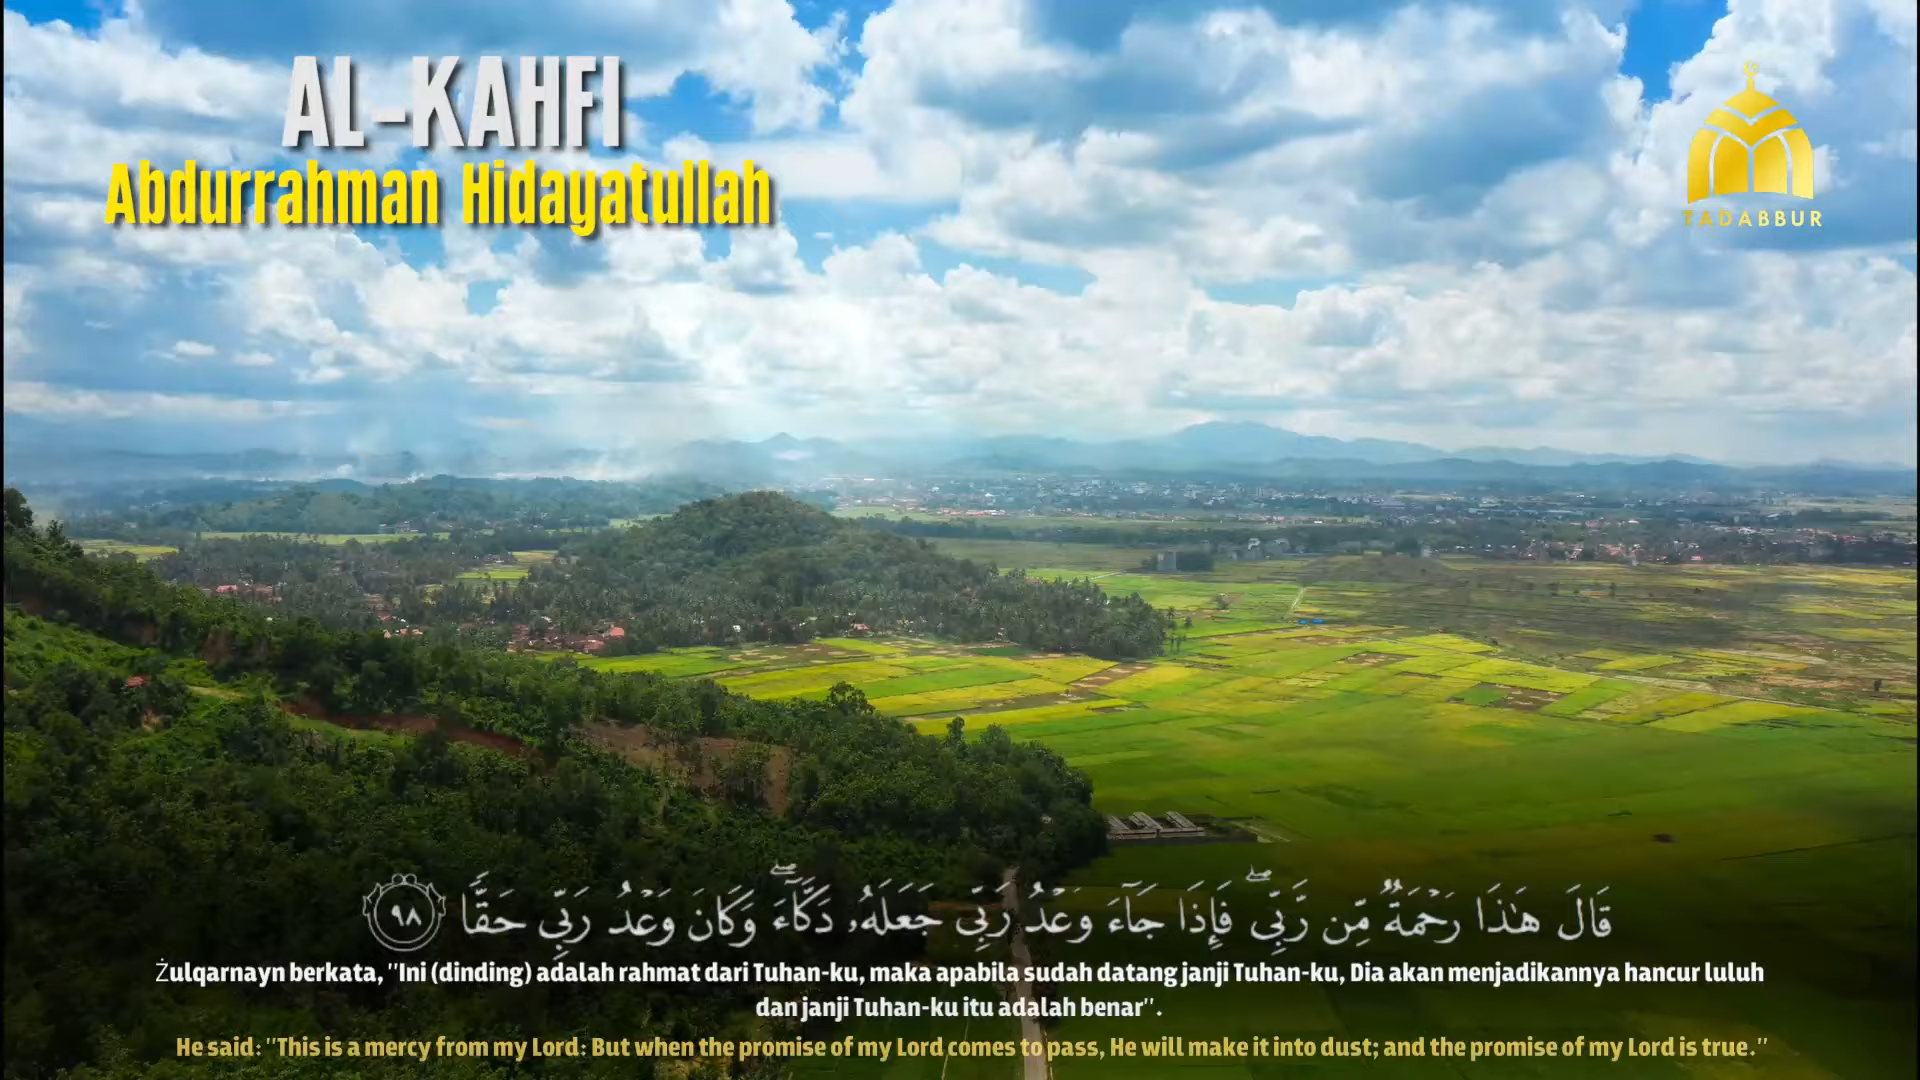 AL-KAHFI
Abdurrahman Hidayatullah
TADABBUR
قَالَ هَٰذَا رَحْمَةٌ مِّن رَّبِّي ۖ فَإِذَا جَآءَ وَعْدُ رَبِّي جَعَلَهُۥ دَكَّآءَ ۖ وَكَانَ وَعْدُ رَبِّي حَقًّا ٩٨
Żulqarnayn berkata, "Ini (dinding) adalah rahmat dari Tuhan-ku, maka apabila sudah datang janji Tuhan-ku, Dia akan menjadikannya hancur luluh
dan janji Tuhan-ku itu adalah benar".
He said: "This is a mercy from my Lord: But when the promise of my Lord comes to pass, He will make it into dust; and the promise of my Lord is true."